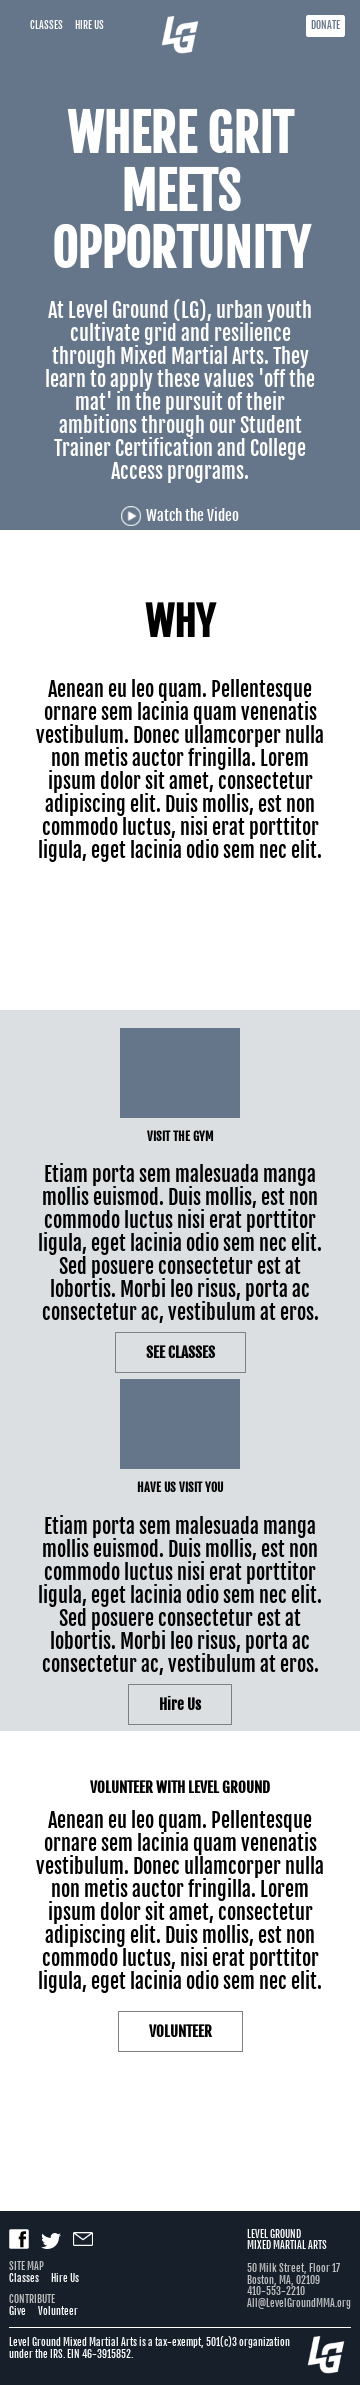 CLASSES HIRE US LG DONATE
WHERE GRIT
MEETS
OPPORTUNITY
At Level Ground (LG), urban youth
cultivate grid and resilience
through Mixed Martial Arts. They
learn to apply these values 'off the
mat' in the pursuit of their
ambitions through our Student
Trainer Certification and College
Access programs.
Watch the Video
WHY
Aenean eu leo quam. Pellentesque
ornare sem lacinia quam venenatis
vestibulum. Donec ullamcorper nulla
non metis auctor fringilla. Lorem
ipsum dolor sit amet, consectetur
adipiscing elit. Duis mollis, est non
commodo luctus, nisi erat porttitor
ligula, eget lacinia odio sem nec elit.
VISIT THE GYM
Etiam porta sem malesuada manga
mollis euismod. Duis mollis, est non
commodo luctus nisi erat porttitor
ligula, eget lacinia odio sem nec elit.
Sed posuere consectetur est at
lobortis. Morbi leo risus, porta ac
consectetur ac, vestibulum at eros.
SEE CLASSES
HAVE US VISIT YOU
Etiam porta sem malesuada manga
mollis euismod. Duis mollis, est non
commodo luctus nisi erat porttitor
ligula, eget lacinia odio sem nec elit.
Sed posuere consectetur est at
lobortis. Morbi leo risus, porta ac
consectetur ac, vestibulum at eros.
Hire Us
VOLUNTEER WITH LEVEL GROUND
Aenean eu leo quam. Pellentesque
ornare sem lacinia quam venenatis
vestibulum. Donec ullamcorper nulla
non metis auctor fringilla. Lorem
ipsum dolor sit amet, consectetur
adipiscing elit. Duis mollis, est non
commodo luctus, nisi erat porttitor
ligula, eget lacinia odio sem nec elit.
VOLUNTEER
SITE MAP
Classes Hire Us
CONTRIBUTE
Give Volunteer
LEVEL GROUND
MIXED MARTIAL ARTS
50 Milk Street, Floor 17
Boston, MA, 02109
410-553-2210
All@LevelGroundMMA.org
Level Ground Mixed Martial Arts is a tax-exempt, 501(c)3 organization
under the IRS. EIN 46-3915852.
LG